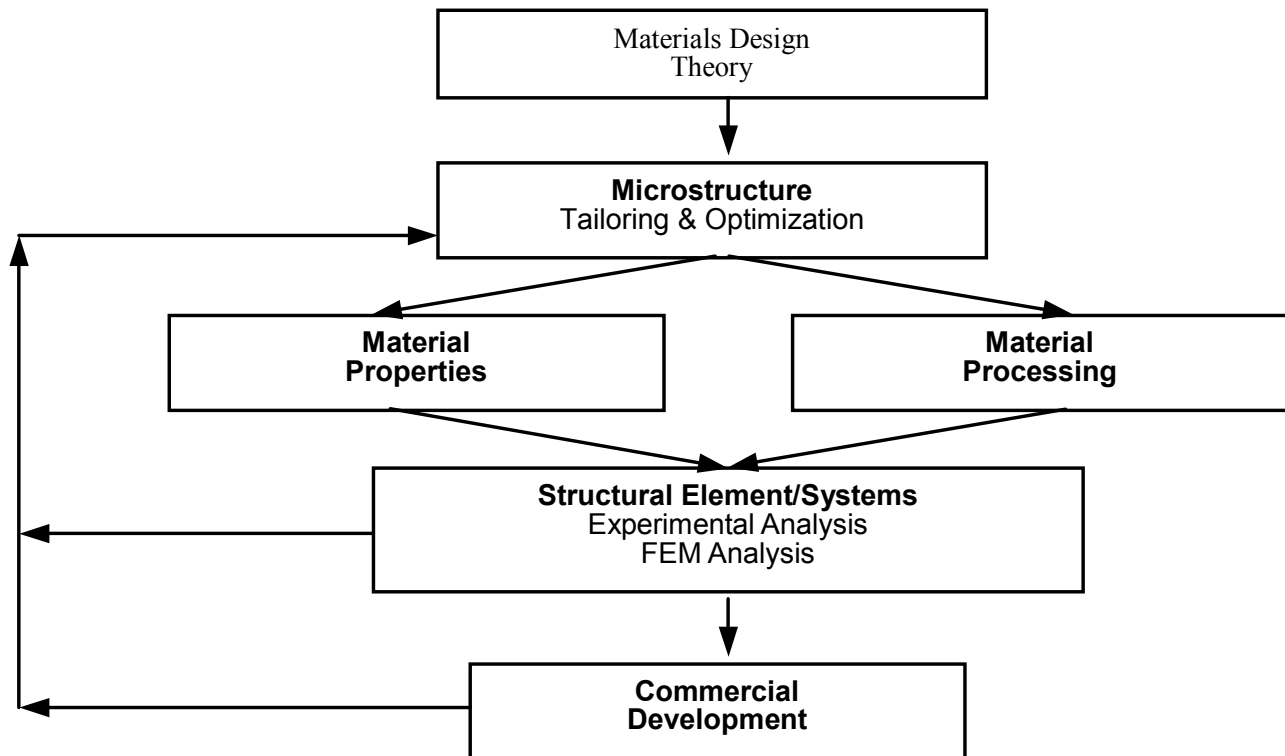 Materials Design
Theory
Microstructure
Tailoring & Optimization
Material
Properties
Material
Processing
Structural Element/Systems
Experimental Analysis
FEM Analysis
Commercial
Development